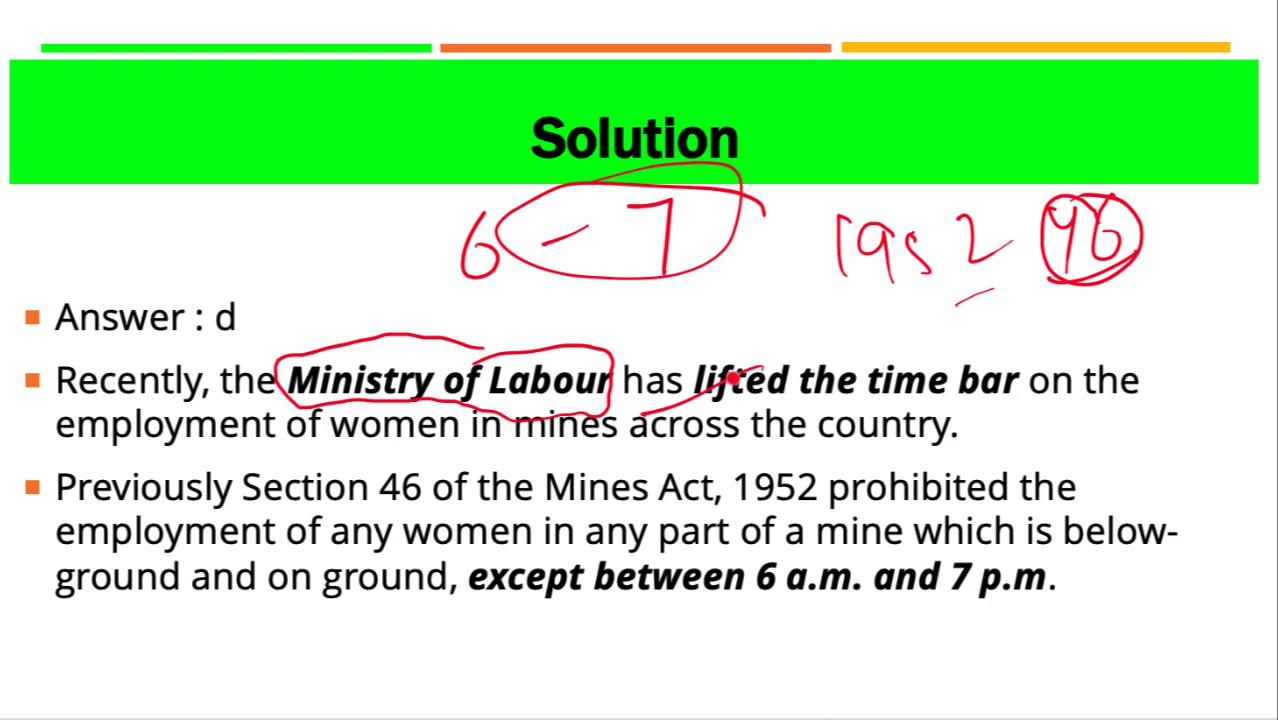 Solution
6 - 7 1952 46
Answer : d
Recently, the Ministry of Labour has lifted the time bar on the
employment of women in mines across the country.
Previously Section 46 of the Mines Act, 1952 prohibited the
employment of any women in any part of a mine which is below-
ground and on ground, except between 6 a.m. and 7 p.m.